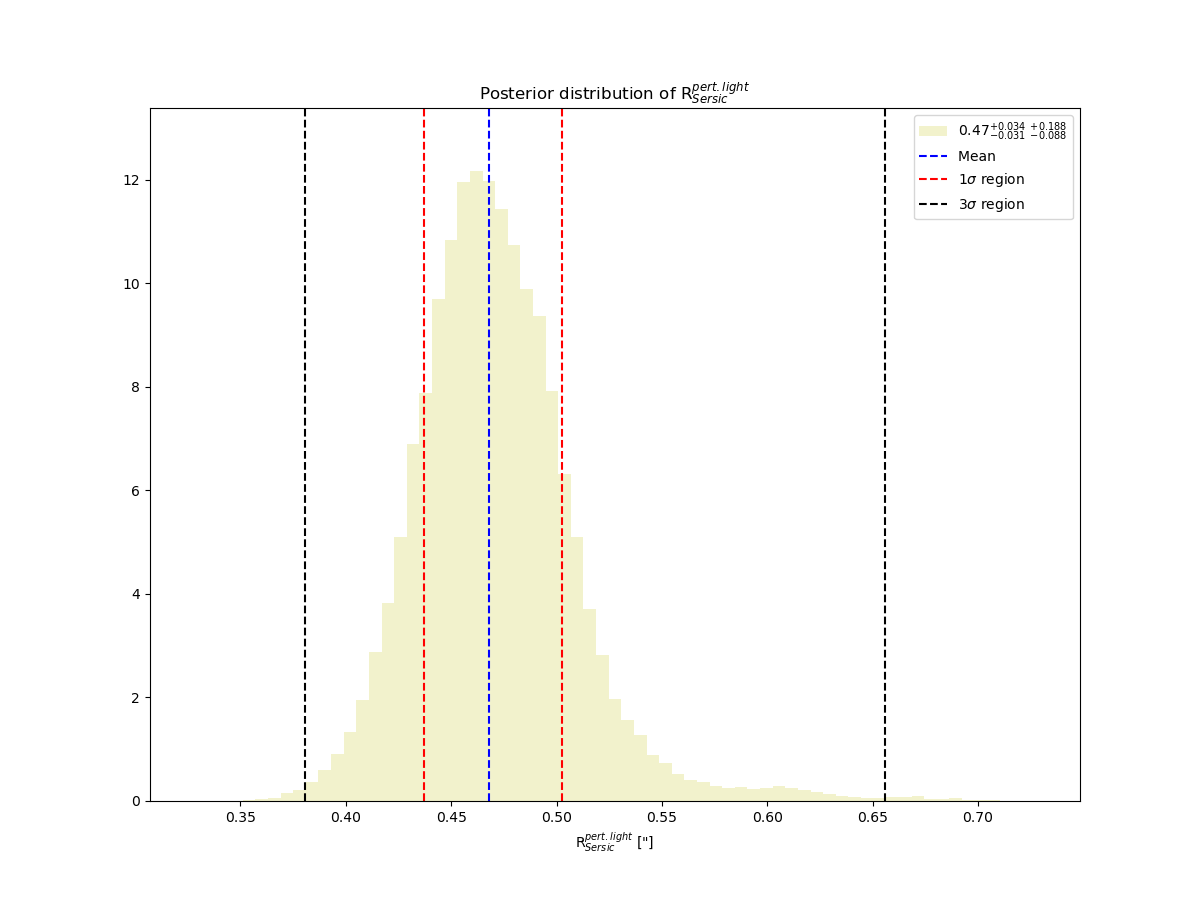 Posterior distribution of R$^{pert.light}_{Sersic}$
0.47$^{+0.034}_{-0.031}$ $^{+0.188}_{-0.088}$
Mean
1σ region
3σ region
12
10
8
6
4
2
0
0.35 0.40 0.45 0.50 0.55 0.60 0.65 0.70
R$^{pert.light}_{Sersic}$ ["]